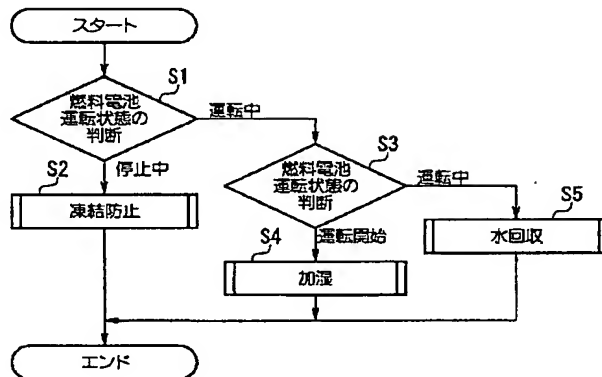 スタート
S1
燃料電池
運転状態の
判断
運転中
停止中
S3
燃料電池
運転状態の
判断
運転中
運転開始
S2
凍結防止
S4
加湿
S5
水回収
エンド